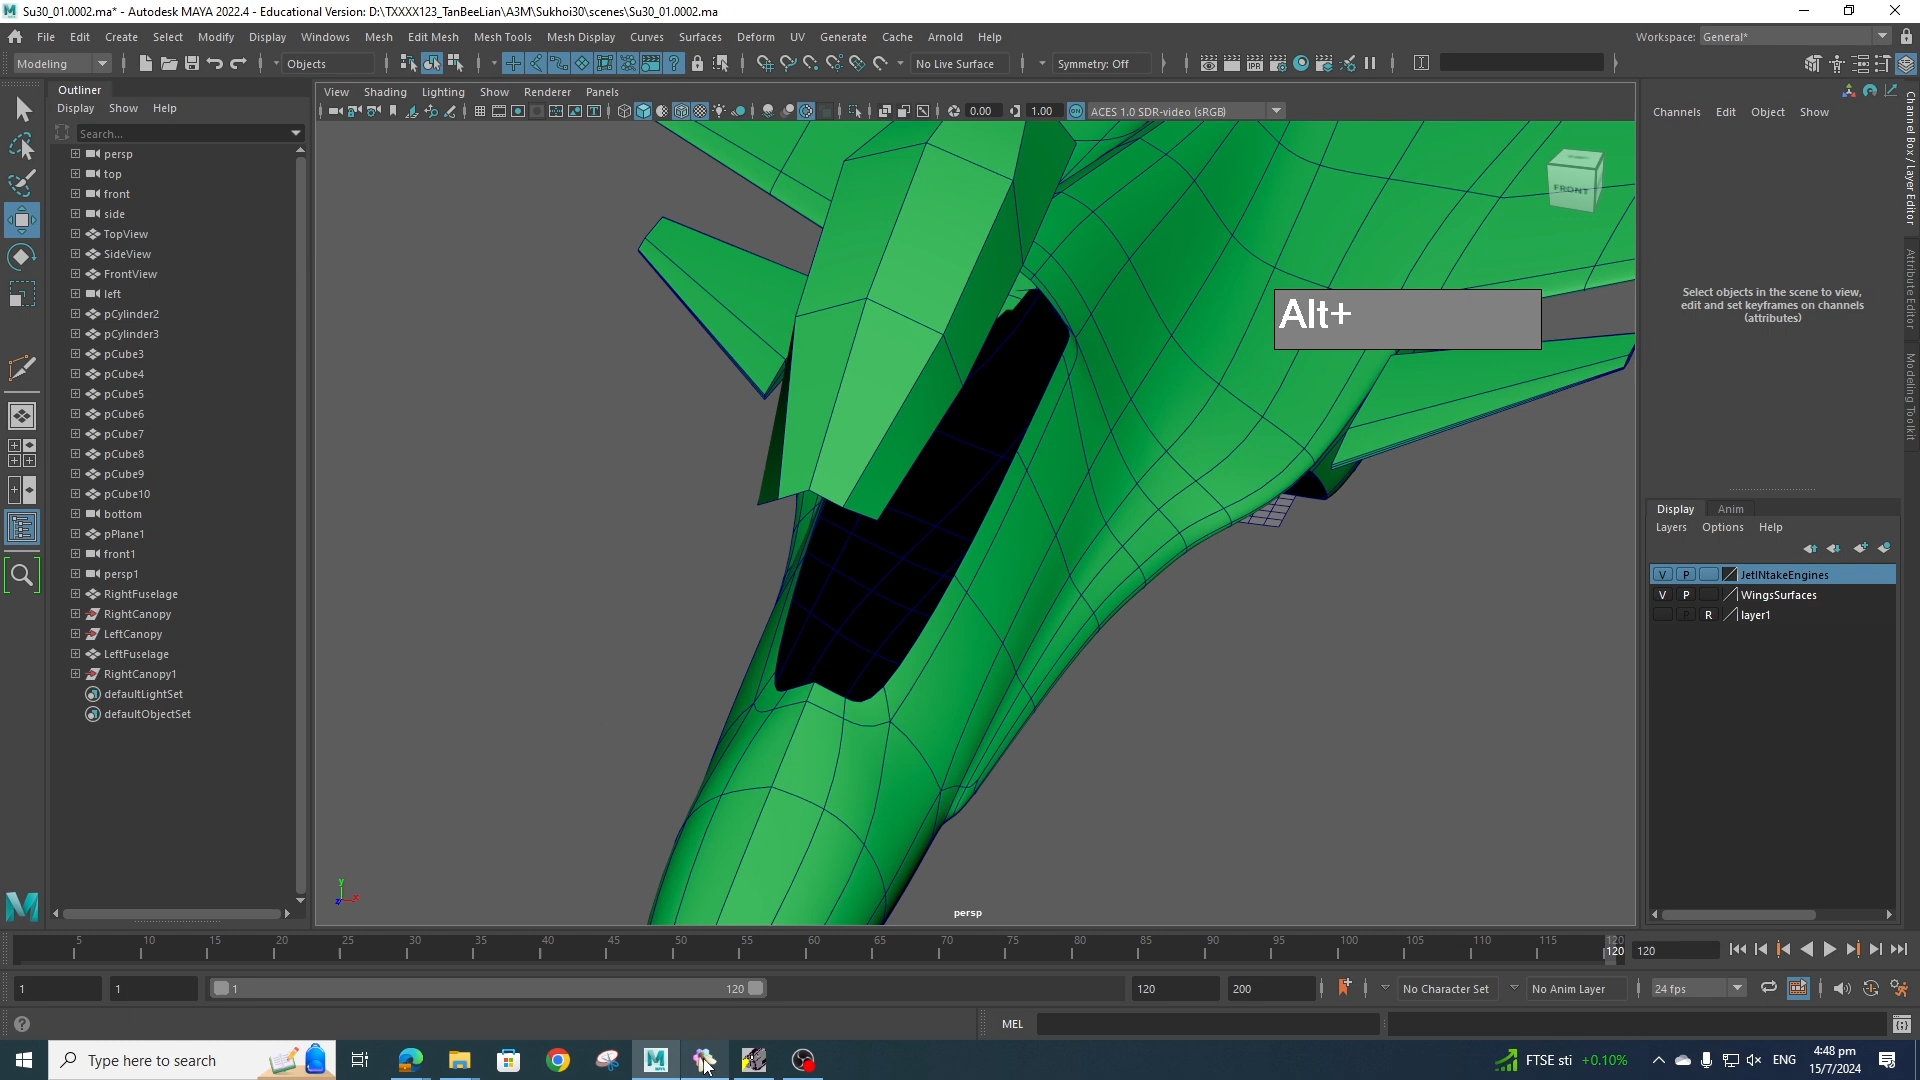 Su30_01.0002.ma* - Autodesk MAYA 2022.4 - Educational Version: D:\TXXXX123_TanBeeLian\A3M\Sukhoi30\scenes\Su30_01.0002.ma
File Edit Create Select Modify Display Windows Mesh Edit Mesh Mesh Tools Mesh Display Curves Surfaces Deform UV Generate Cache Arnold Help
Workspace: General*
Modeling
Objects
No Live Surface
Symmetry: Off
Outliner
Display Show Help
Search...
persp
top
front
side
TopView
SideView
FrontView
left
pCylinder2
pCylinder3
pCube3
pCube4
pCube5
pCube6
pCube7
pCube8
pCube9
pCube10
bottom
pPlane1
front1
persp1
RightFuselage
RightCanopy
LeftCanopy
LeftFuselage
RightCanopy1
defaultLightSet
defaultObjectSet
View Shading Lighting Show Renderer Panels
0.00 1.00 ACES 1.0 SDR-video (sRGB)
FRONT
Alt+
persp
Channels Edit Object Show
Select objects in the scene to view,
edit and set keyframes on channels
(attributes)
Channel Box / Layer Editor
Attribute Editor
Modeling Toolkit
Display Anim
Layers Options Help
V P JetINtakeEngines
V P WingsSurfaces
P R layer1
5 10 15 20 25 30 35 40 45 50 55 60 65 70 75 80 85 90 95 100 105 110 115 120
120
120
1 1 1 120 120 200
No Character Set
No Anim Layer
24 fps
MEL
Type here to search
FTSE sti +0.10%
ENG
4:48 pm
15/7/2024